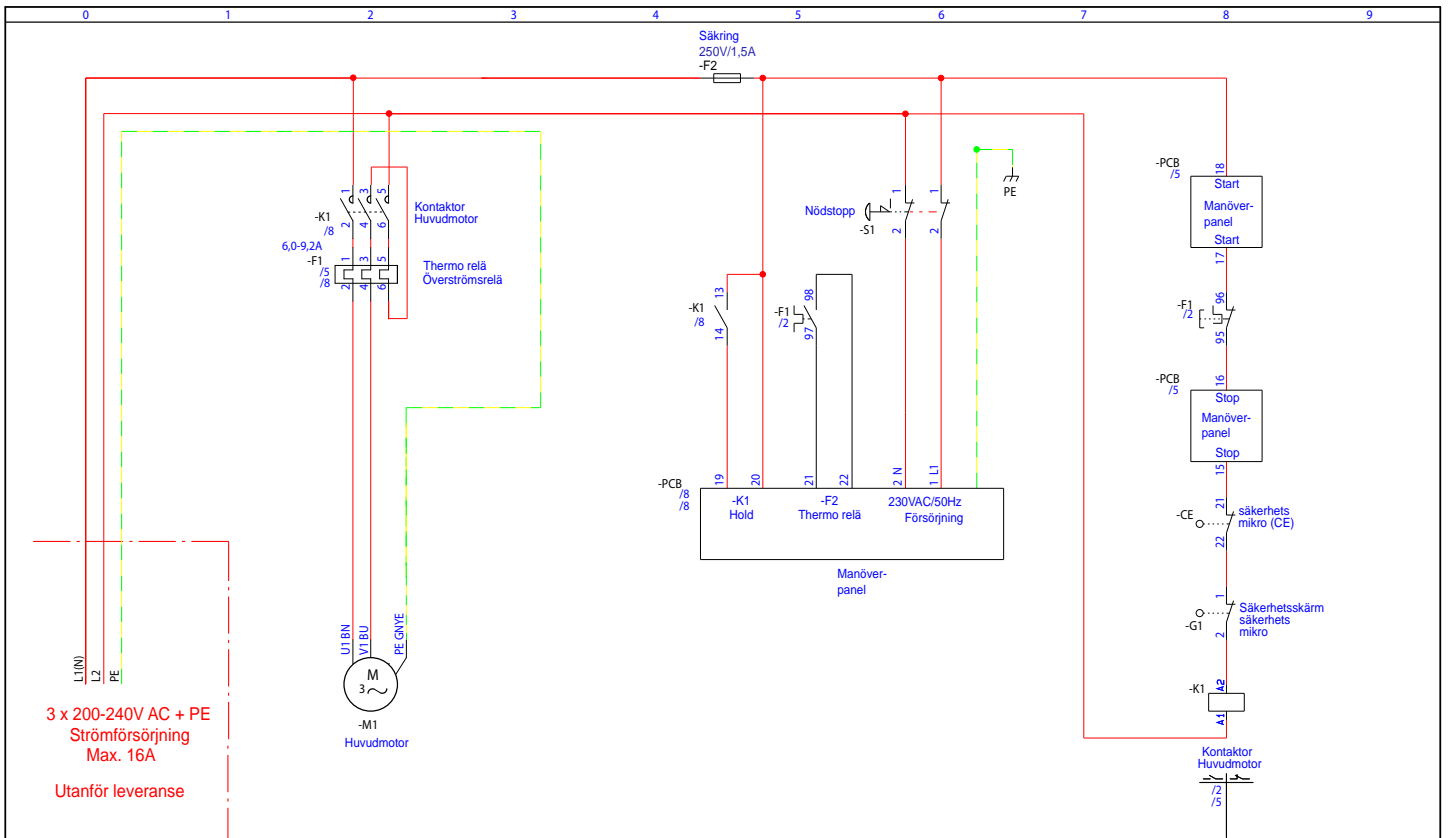 0 1 2 3 4 5 6 7 8 9
Säkring
250V/1,5A
-F2
-K1
/8
1 3 5
2 4 6
Kontaktor
Huvudmotor
6,0-9,2A
-F1
/5
/8
1 3 5
2 4 6
Thermo relä
Överströmsrelä
Nödstopp
-S1
1 1
2 2
PE
-K1
/8
13
14
-F1
/2
98
97
-PCB
/8
/8
19 20 21 22 2 N 1 L1
-K1
Hold
-F2
Thermo relä
230VAC/50Hz
Försörjning
Manöver-
panel
-PCB
/5
18
Start
Manöver-
panel
Start
17
-F1
/2
96
95
-PCB
/5
16
Stop
Manöver-
panel
Stop
15
-CE
21
22
säkerhets
mikro (CE)
-G1
1
2
Säkerhetsskärm
säkerhets
mikro
-K1
A2
A1
Kontaktor
Huvudmotor
/2
/5
L1(N)
L2
PE
3 x 200-240V AC + PE
Strömförsörjning
Max. 16A
Utanför leveranse
U1 BN
V1 BU
PE GNYE
M
3
-M1
Huvudmotor